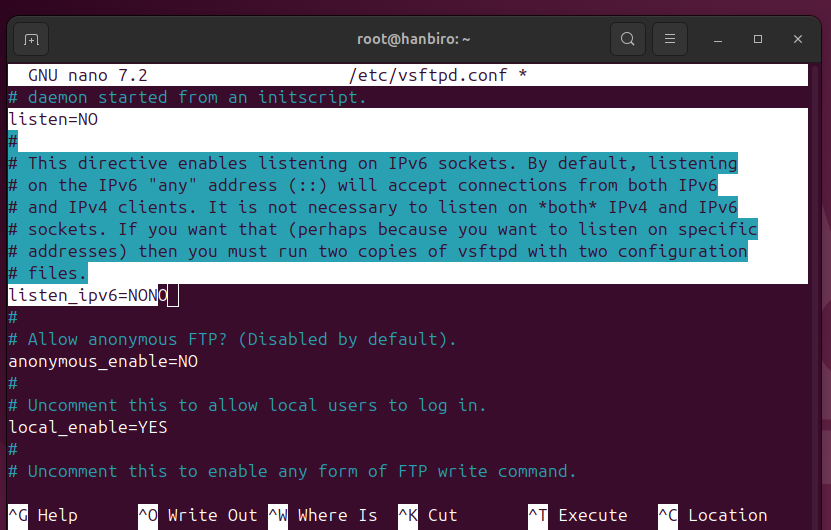 root@hanbiro: ~
GNU nano 7.2 /etc/vsftpd.conf *
# daemon started from an initscript.
listen=NO
#
# This directive enables listening on IPv6 sockets. By default, listening
# on the IPv6 "any" address (::) will accept connections from both IPv6
# and IPv4 clients. It is not necessary to listen on *both* IPv4 and IPv6
# sockets. If you want that (perhaps because you want to listen on specific
# addresses) then you must run two copies of vsftpd with two configuration
# files.
listen_ipv6=NONO
#
# Allow anonymous FTP? (Disabled by default).
anonymous_enable=NO
#
# Uncomment this to allow local users to log in.
local_enable=YES
#
# Uncomment this to enable any form of FTP write command.
^G Help ^O Write Out ^W Where Is ^K Cut ^T Execute ^C Location